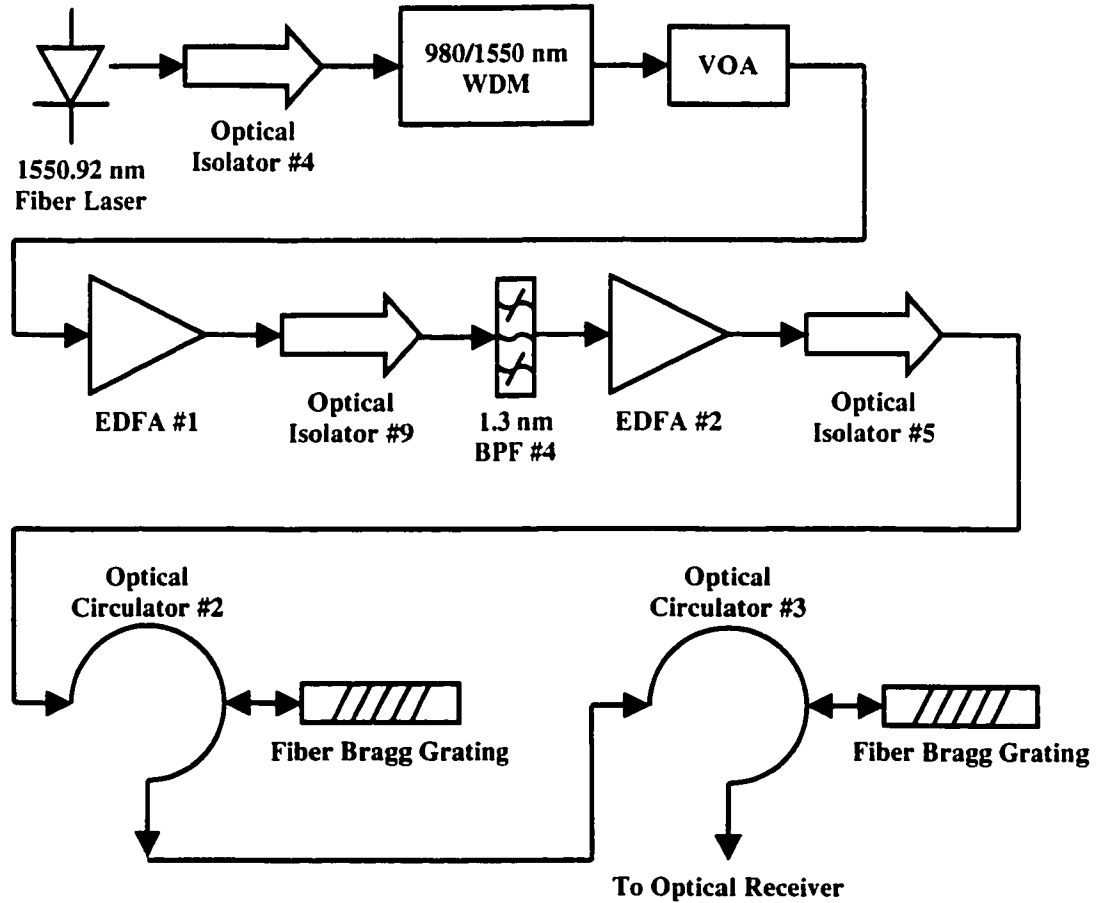 1550.92 nm
Fiber Laser
Optical
Isolator #4
980/1550 nm
WDM
VOA
EDFA #1
Optical
Isolator #9
1.3 nm
BPF #4
EDFA #2
Optical
Isolator #5
Optical
Circulator #2
Fiber Bragg Grating
Optical
Circulator #3
Fiber Bragg Grating
To Optical Receiver